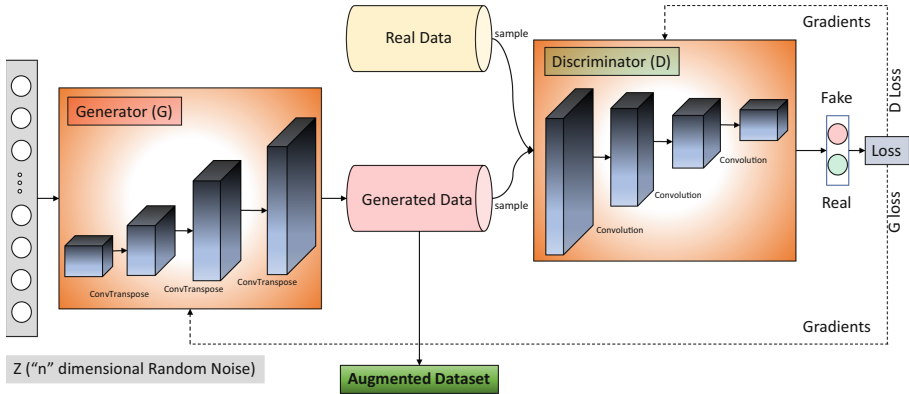 Gradients
Real Data
sample
Discriminator (D)
D Loss
Generator (G)
Fake
Convolution
Loss
Convolution
Generated Data
sample
Real
G loss
Convolution
ConvTranspose
ConvTranspose
ConvTranspose
Gradients
Z (“n” dimensional Random Noise)
Augmented Dataset